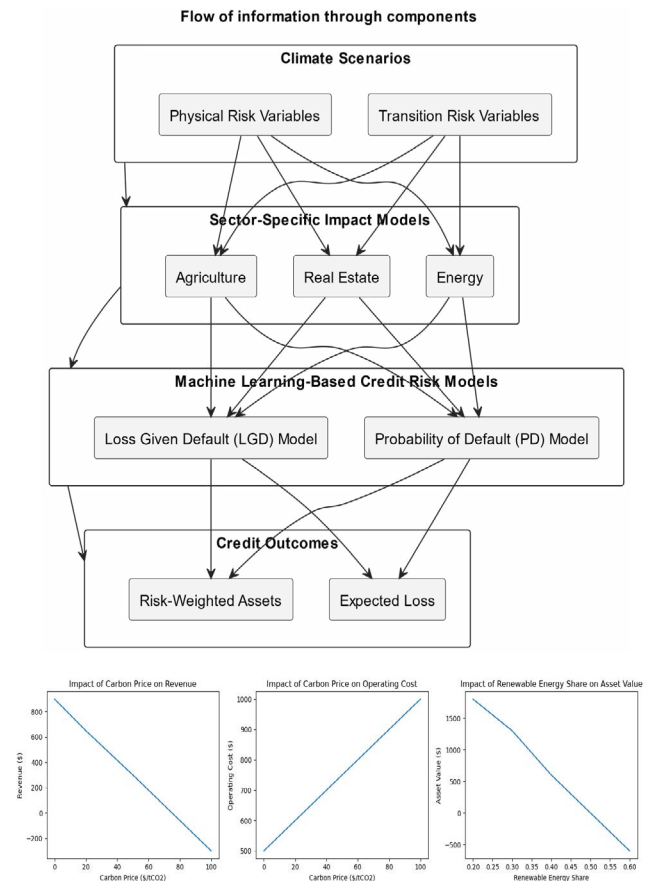 Flow of information through components
Climate Scenarios
Physical Risk Variables
Transition Risk Variables
Sector-Specific Impact Models
Agriculture
Real Estate
Energy
Machine Learning-Based Credit Risk Models
Loss Given Default (LGD) Model
Probability of Default (PD) Model
Credit Outcomes
Risk-Weighted Assets
Expected Loss
Impact of Carbon Price on Revenue
Revenue ($)
800
600
400
200
0
−200
0 20 40 60 80 100
Carbon Price ($/tCO2)
Impact of Carbon Price on Operating Cost
Operating Cost ($)
1000
900
800
700
600
500
0 20 40 60 80 100
Carbon Price ($/tCO2)
Impact of Renewable Energy Share on Asset Value
Asset Value ($)
1500
1000
500
0
−500
0.20 0.25 0.30 0.35 0.40 0.45 0.50 0.55 0.60
Renewable Energy Share